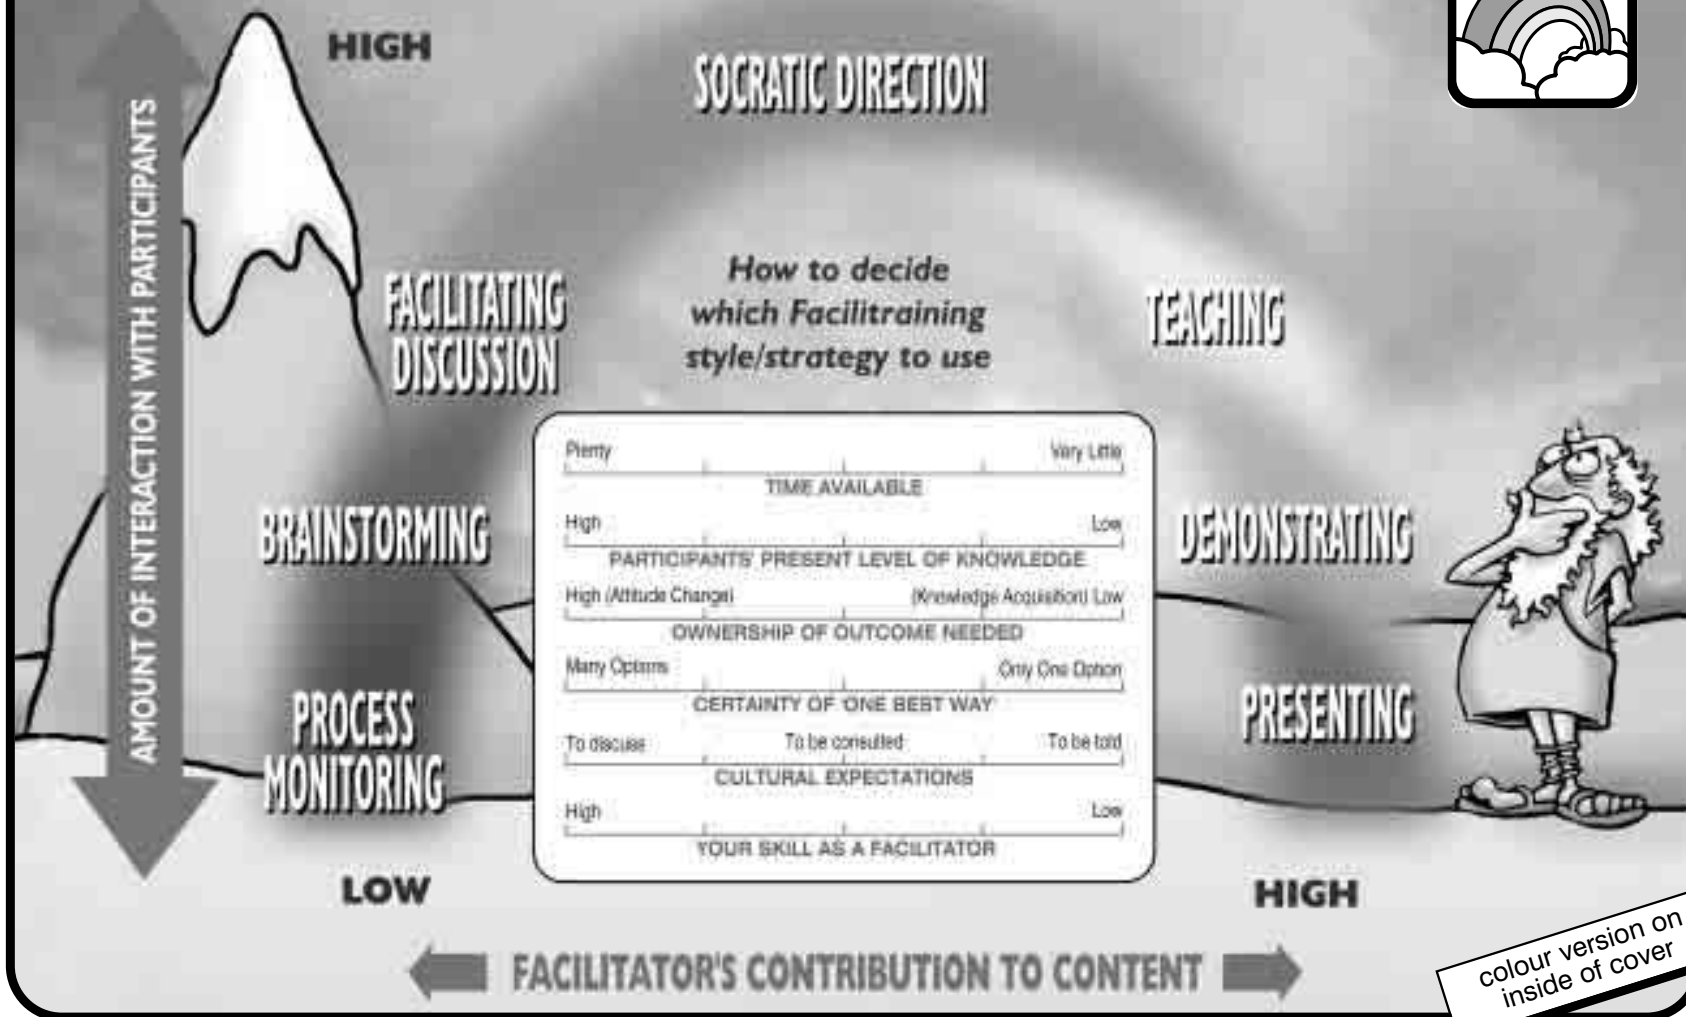 HIGH
SOCRATIC DIRECTION
AMOUNT OF INTERACTION WITH PARTICIPANTS
FACILITATING
DISCUSSION
How to decide
which Facilitraining
style/strategy to use
TEACHING
BRAINSTORMING
DEMONSTRATING
PROCESS
MONITORING
PRESENTING
Plenty Very Little
TIME AVAILABLE
High Low
PARTICIPANTS' PRESENT LEVEL OF KNOWLEDGE
High (Attitude Change) (Knowledge Acquisition) Low
OWNERSHIP OF OUTCOME NEEDED
Many Options Only One Option
CERTAINTY OF 'ONE BEST WAY'
To discuss To be consulted To be told
CULTURAL EXPECTATIONS
High Low
YOUR SKILL AS A FACILITATOR
LOW
HIGH
FACILITATOR'S CONTRIBUTION TO CONTENT
colour version on
inside of cover